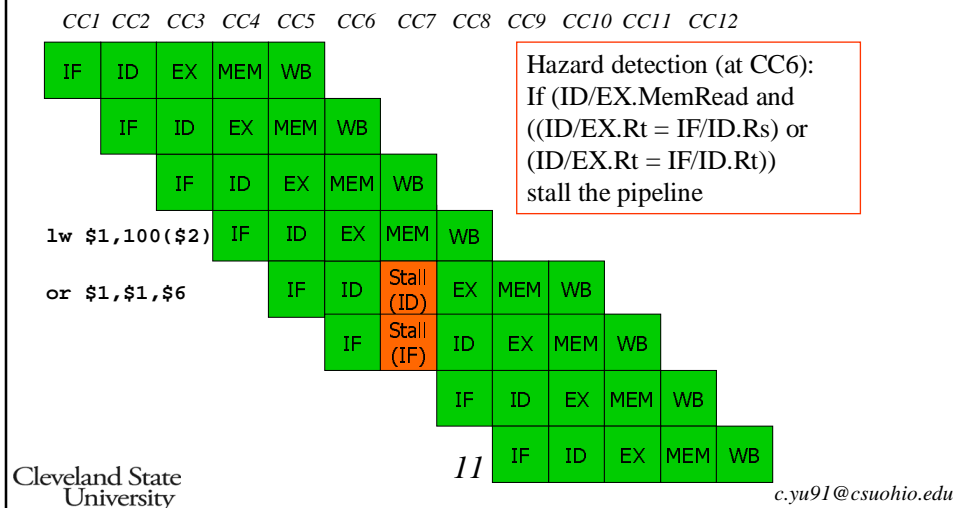 CC1 CC2 CC3 CC4 CC5 CC6 CC7 CC8 CC9 CC10 CC11 CC12
IF ID EX MEM WB
Hazard detection (at CC6):
If (ID/EX.MemRead and
((ID/EX.Rt = IF/ID.Rs) or
(ID/EX.Rt = IF/ID.Rt))
stall the pipeline
IF ID EX MEM WB
IF ID EX MEM WB
lw $1,100($2) IF ID EX MEM WB
or $1,$1,$6 IF ID Stall (ID) EX MEM WB
IF Stall (IF) ID EX MEM WB
IF ID EX MEM WB
IF ID EX MEM WB
Cleveland State
University
11
c.yu91@csuohio.edu